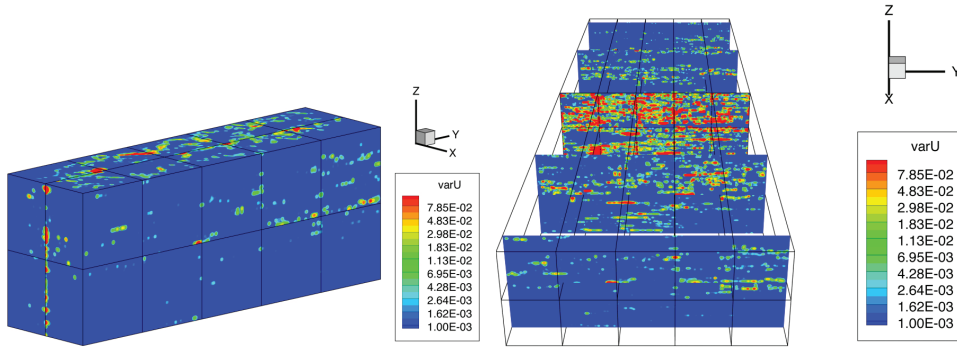 Z
Y
X
varU
7.85E-02
4.83E-02
2.98E-02
1.83E-02
1.13E-02
6.95E-03
4.28E-03
2.64E-03
1.62E-03
1.00E-03
Z
Y
X
varU
7.85E-02
4.83E-02
2.98E-02
1.83E-02
1.13E-02
6.95E-03
4.28E-03
2.64E-03
1.62E-03
1.00E-03